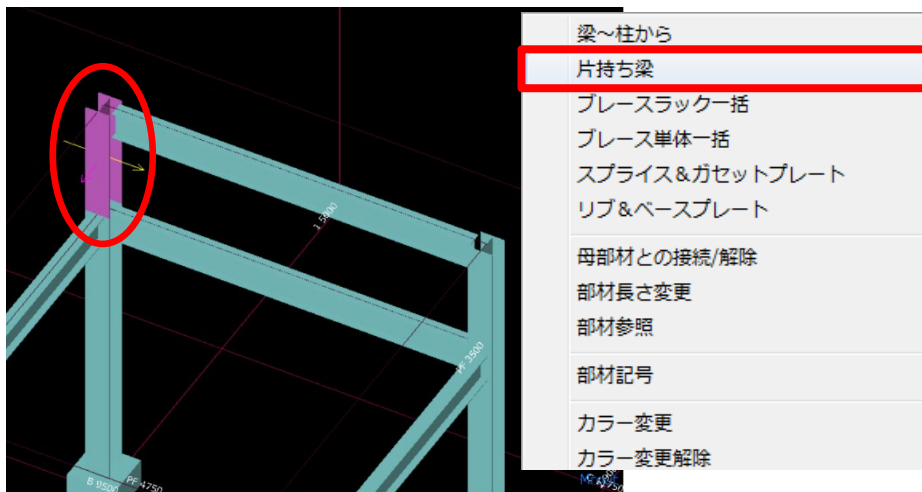 梁～柱から
片持ち梁
ブレースラック一括
ブレース単体一括
スプライス&ガセットプレート
リブ&ベースプレート
母部材との接続/解除
部材長さ変更
部材参照
部材記号
カラー変更
カラー変更解除
1 5000
PF 3500
B 9500
PF 4750